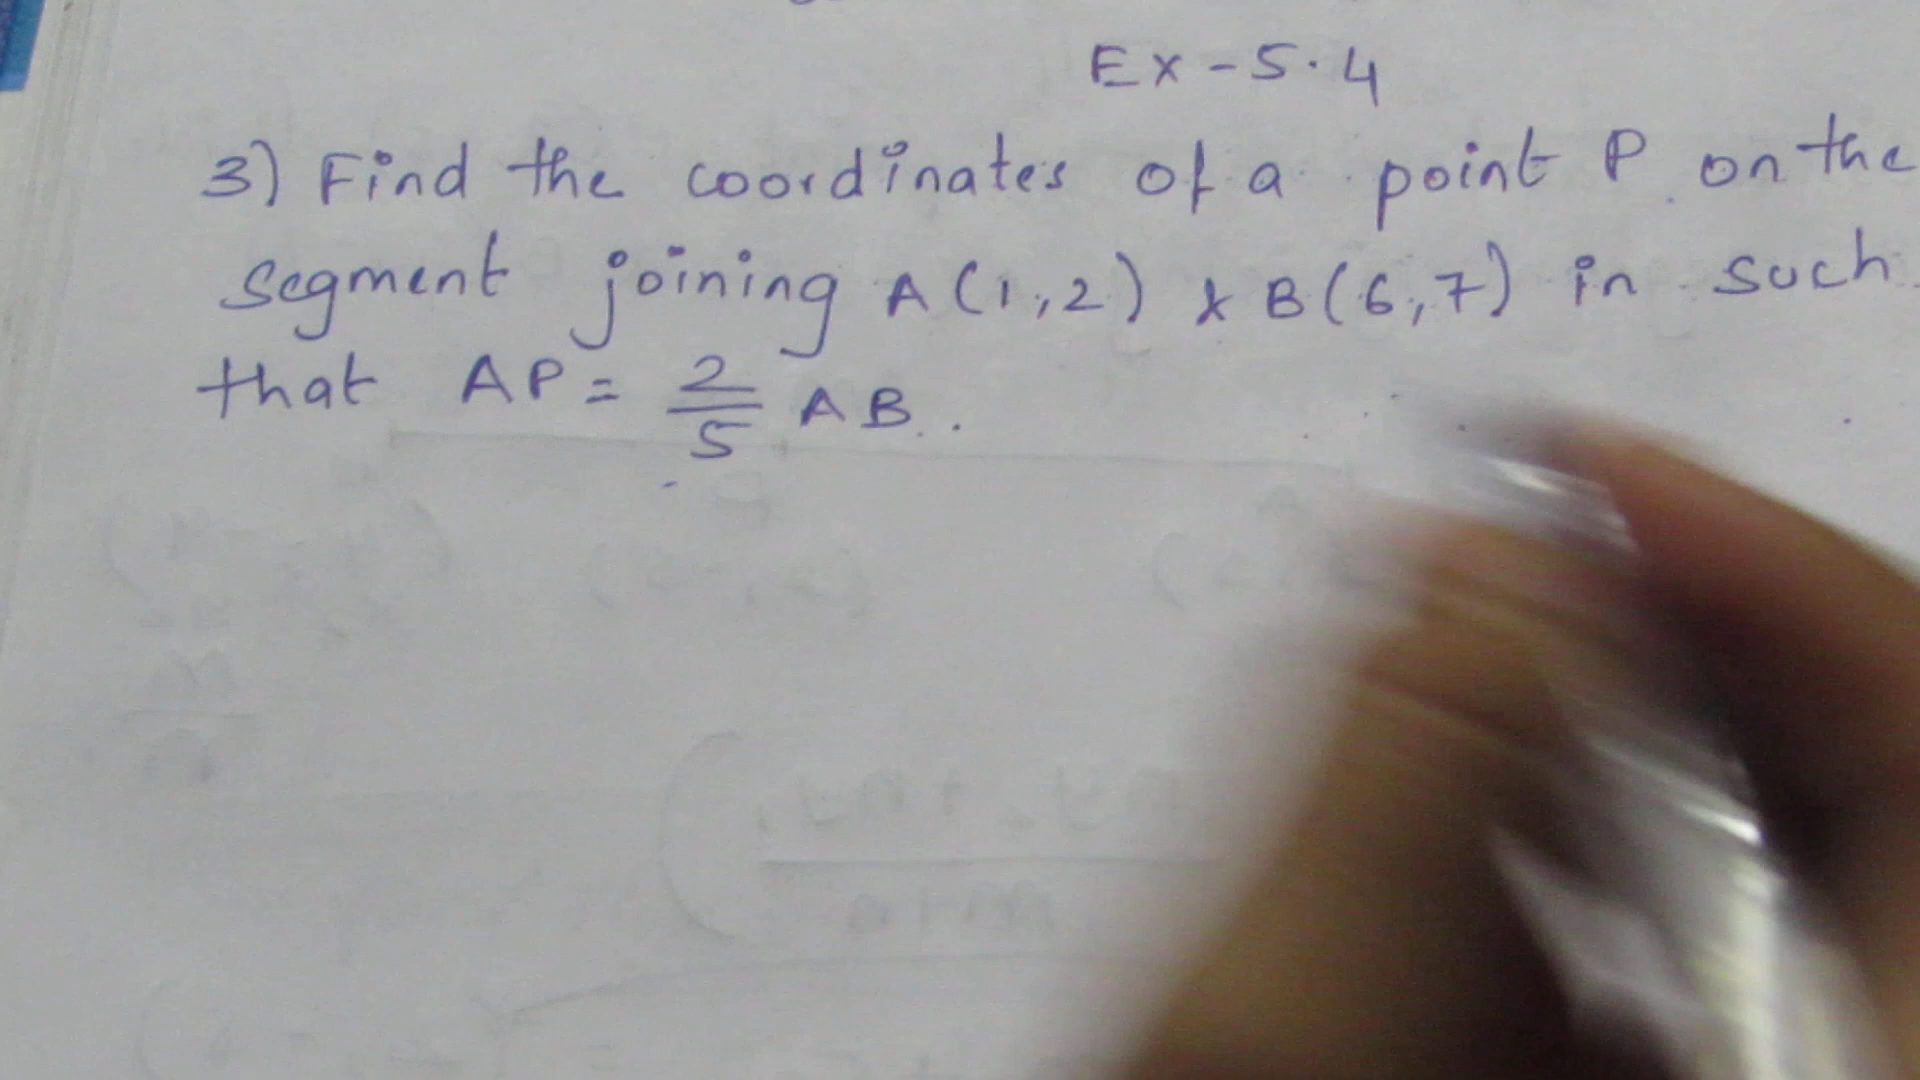 Ex - 5.4
3) Find the coordinates of a point P on the
segment joining A (1,2) & B (6,7) in such
that AP = 2/5 AB.